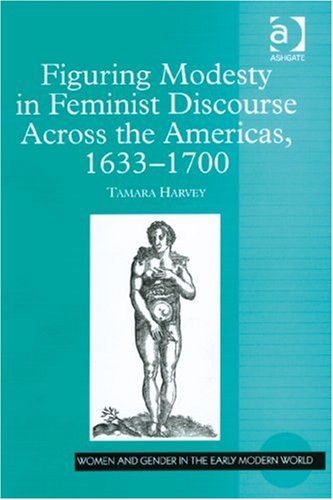 a
ASHGATE
Figuring Modesty
in Feminist Discourse
Across the Americas,
1633–1700
TAMARA HARVEY
WOMEN AND GENDER IN THE EARLY MODERN WORLD